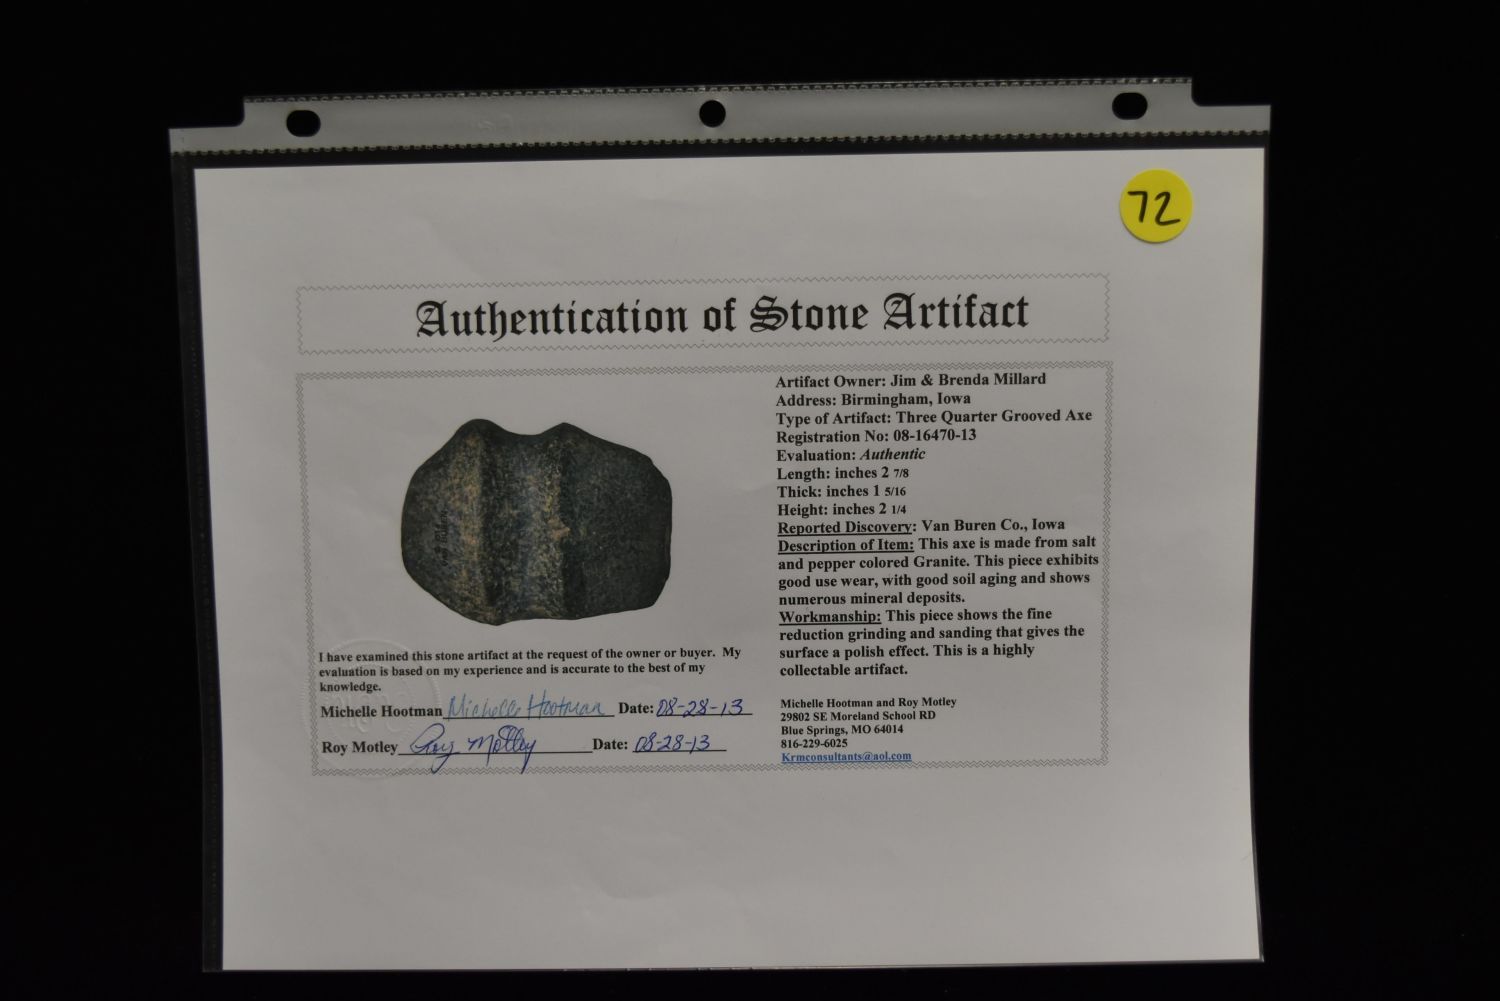 72
Authentication of Stone Artifact
Artifact Owner: Jim & Brenda Millard
Address: Birmingham, Iowa
Type of Artifact: Three Quarter Grooved Axe
Registration No: 08-16470-13
Evaluation: Authentic
Length: inches 2 7/8
Thick: inches 1 5/16
Height: inches 2 1/4
Reported Discovery: Van Buren Co., Iowa
Description of Item: This axe is made from salt
and pepper colored Granite. This piece exhibits
good use wear, with good soil aging and shows
numerous mineral deposits.
Workmanship: This piece shows the fine
reduction grinding and sanding that gives the
surface a polish effect. This is a highly
collectable artifact.
I have examined this stone artifact at the request of the owner or buyer. My
evaluation is based on my experience and is accurate to the best of my
knowledge.
Michelle Hootman Michelle Hootman Date: 08-28-13
Roy Motley Roy Motley Date: 08-28-13
Michelle Hootman and Roy Motley
29802 SE Moreland School RD
Blue Springs, MO 64014
816-229-6025
Krmconsultants@aol.com